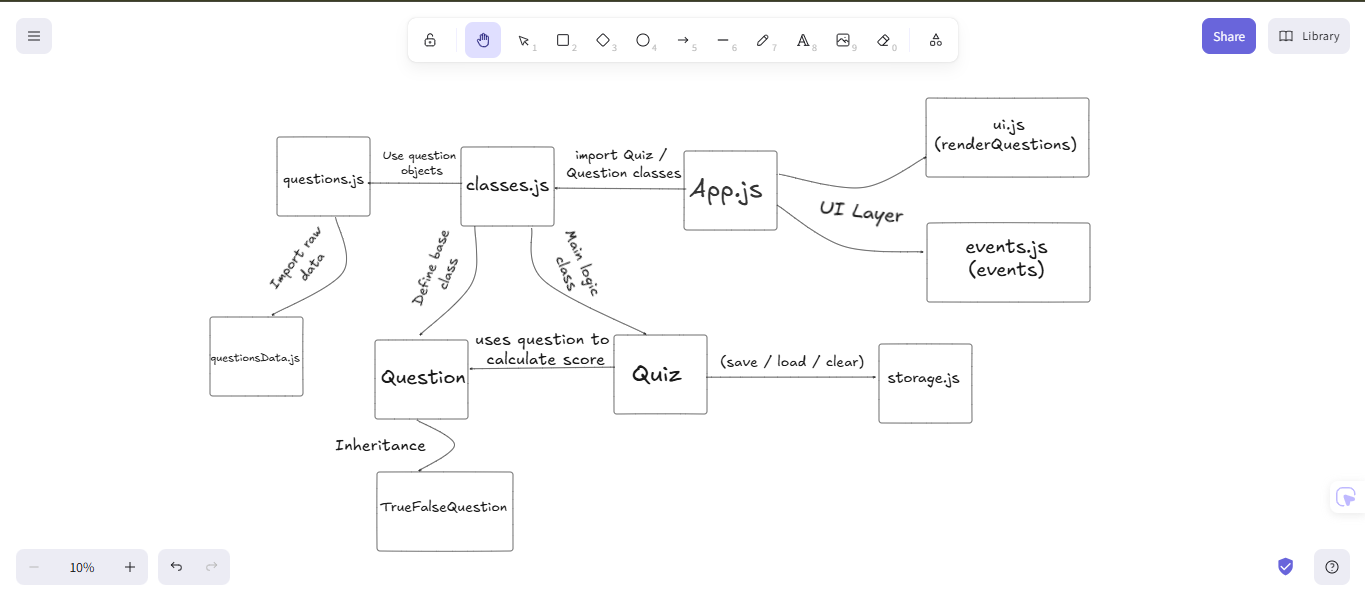 1
2
3
4
5
6
7
8
9
0
Share
Library
ui.js
(renderQuestions)
Use question
objects
import Quiz /
Question classes
questions.js
classes.js
App.js
UI Layer
events.js
(events)
Import raw
data
Define base
class
Main logic
class
questionsData.js
uses question to
calculate score
Question
Quiz
(save / load / clear)
storage.js
Inheritance
TrueFalseQuestion
10%